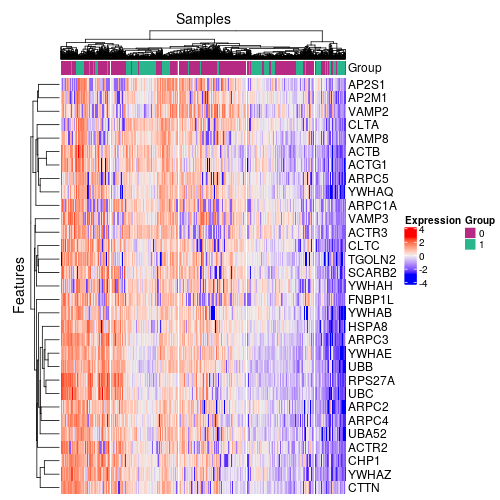 Samples
Group
AP2S1
AP2M1
VAMP2
CLTA
VAMP8
ACTB
ACTG1
ARPC5
YWHAQ
ARPC1A
VAMP3
ACTR3
CLTC
TGOLN2
SCARB2
YWHAH
FNBP1L
YWHAB
HSPA8
ARPC3
YWHAE
UBB
RPS27A
UBC
ARPC2
ARPC4
UBA52
ACTR2
CHP1
YWHAZ
CTTN
Features
Expression Group
4 0
2 1
0
-2
-4